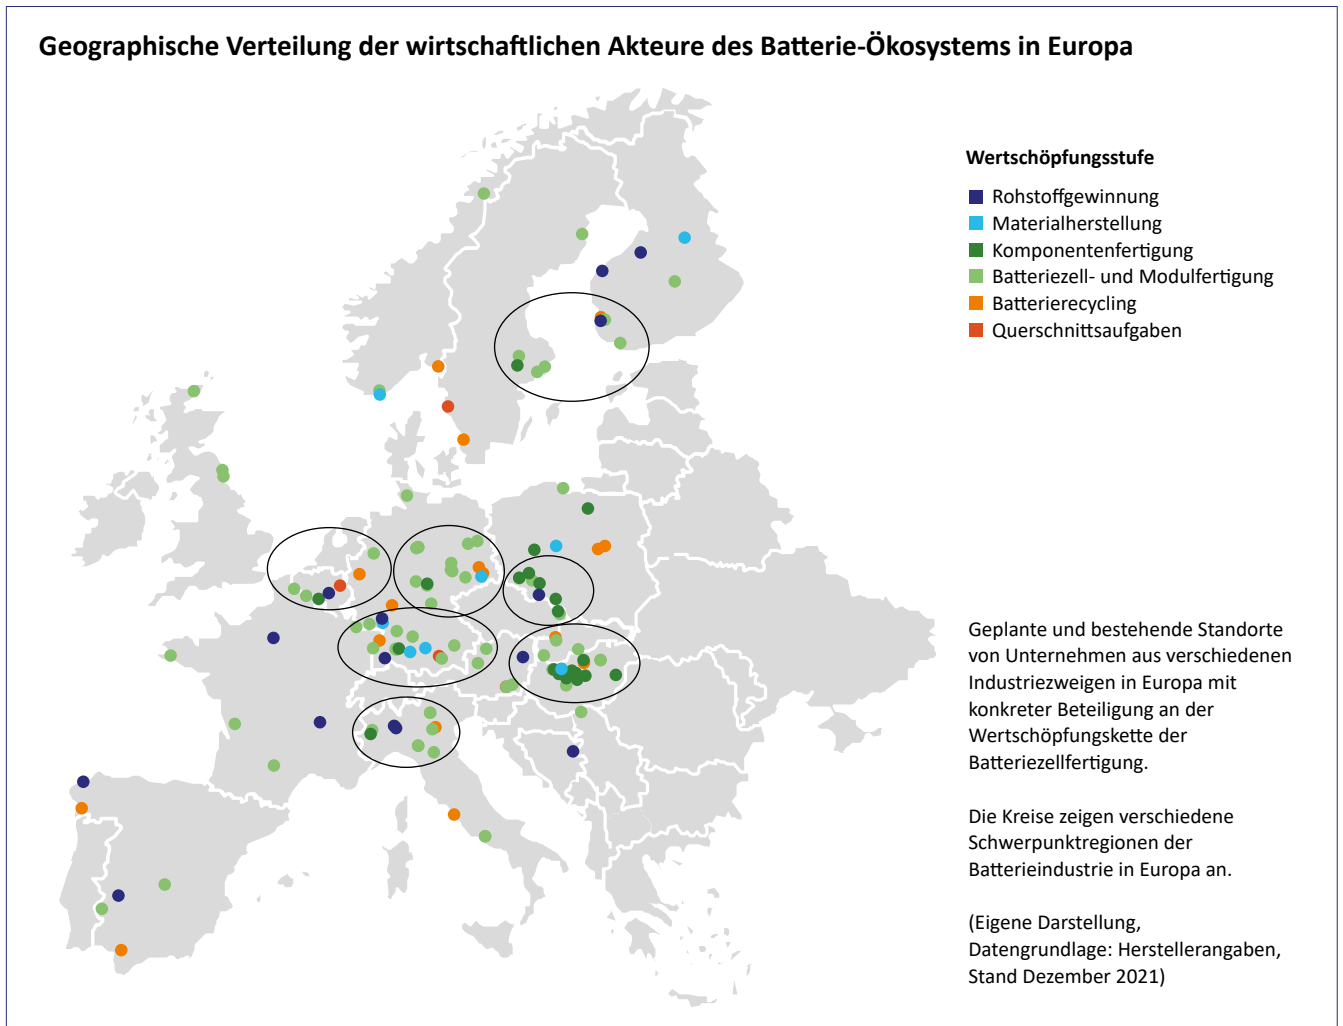 Geographische Verteilung der wirtschaftlichen Akteure des Batterie-Ökosystems in Europa
Wertschöpfungsstufe
Rohstoffgewinnung
Materialherstellung
Komponentenfertigung
Batteriezell- und Modulfertigung
Batterierecycling
Querschnittsaufgaben
Geplante und bestehende Standorte
von Unternehmen aus verschiedenen
Industriezweigen in Europa mit
konkreter Beteiligung an der
Wertschöpfungskette der
Batteriezellfertigung.
Die Kreise zeigen verschiedene
Schwerpunktregionen der
Batterieindustrie in Europa an.
(Eigene Darstellung,
Datengrundlage: Herstellerangaben,
Stand Dezember 2021)